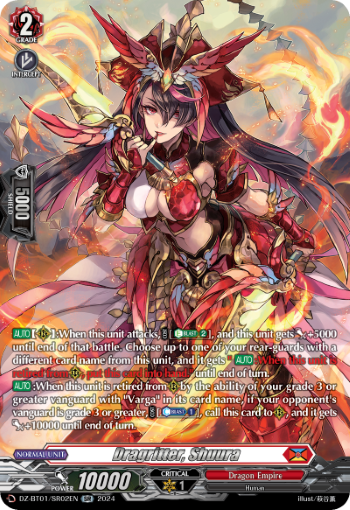 2
GRADE
INTERCEPT
5000
SHIELD
AUTO [R]:When this unit attacks, COST [C-BLAST 2], and this unit gets +5000
until end of that battle. Choose up to one of your rear-guards with a
different card name from this unit, and it gets "AUTO:When this unit is
retired from R, put this card into hand" until end of turn.
AUTO:When this unit is retired from R by the ability of your grade 3 or
greater vanguard with "Varga" in its card name, if your opponent's
vanguard is grade 3 or greater, COST [C-BLAST 1], call this card to R, and it gets
+10000 until end of turn.
NORMAL UNIT
Dragritter, Shuura
POWER 10000
CRITICAL
1
Dragon Empire
Human
D DZ-BT01/SR02EN SR 2024
illust/萩谷薫